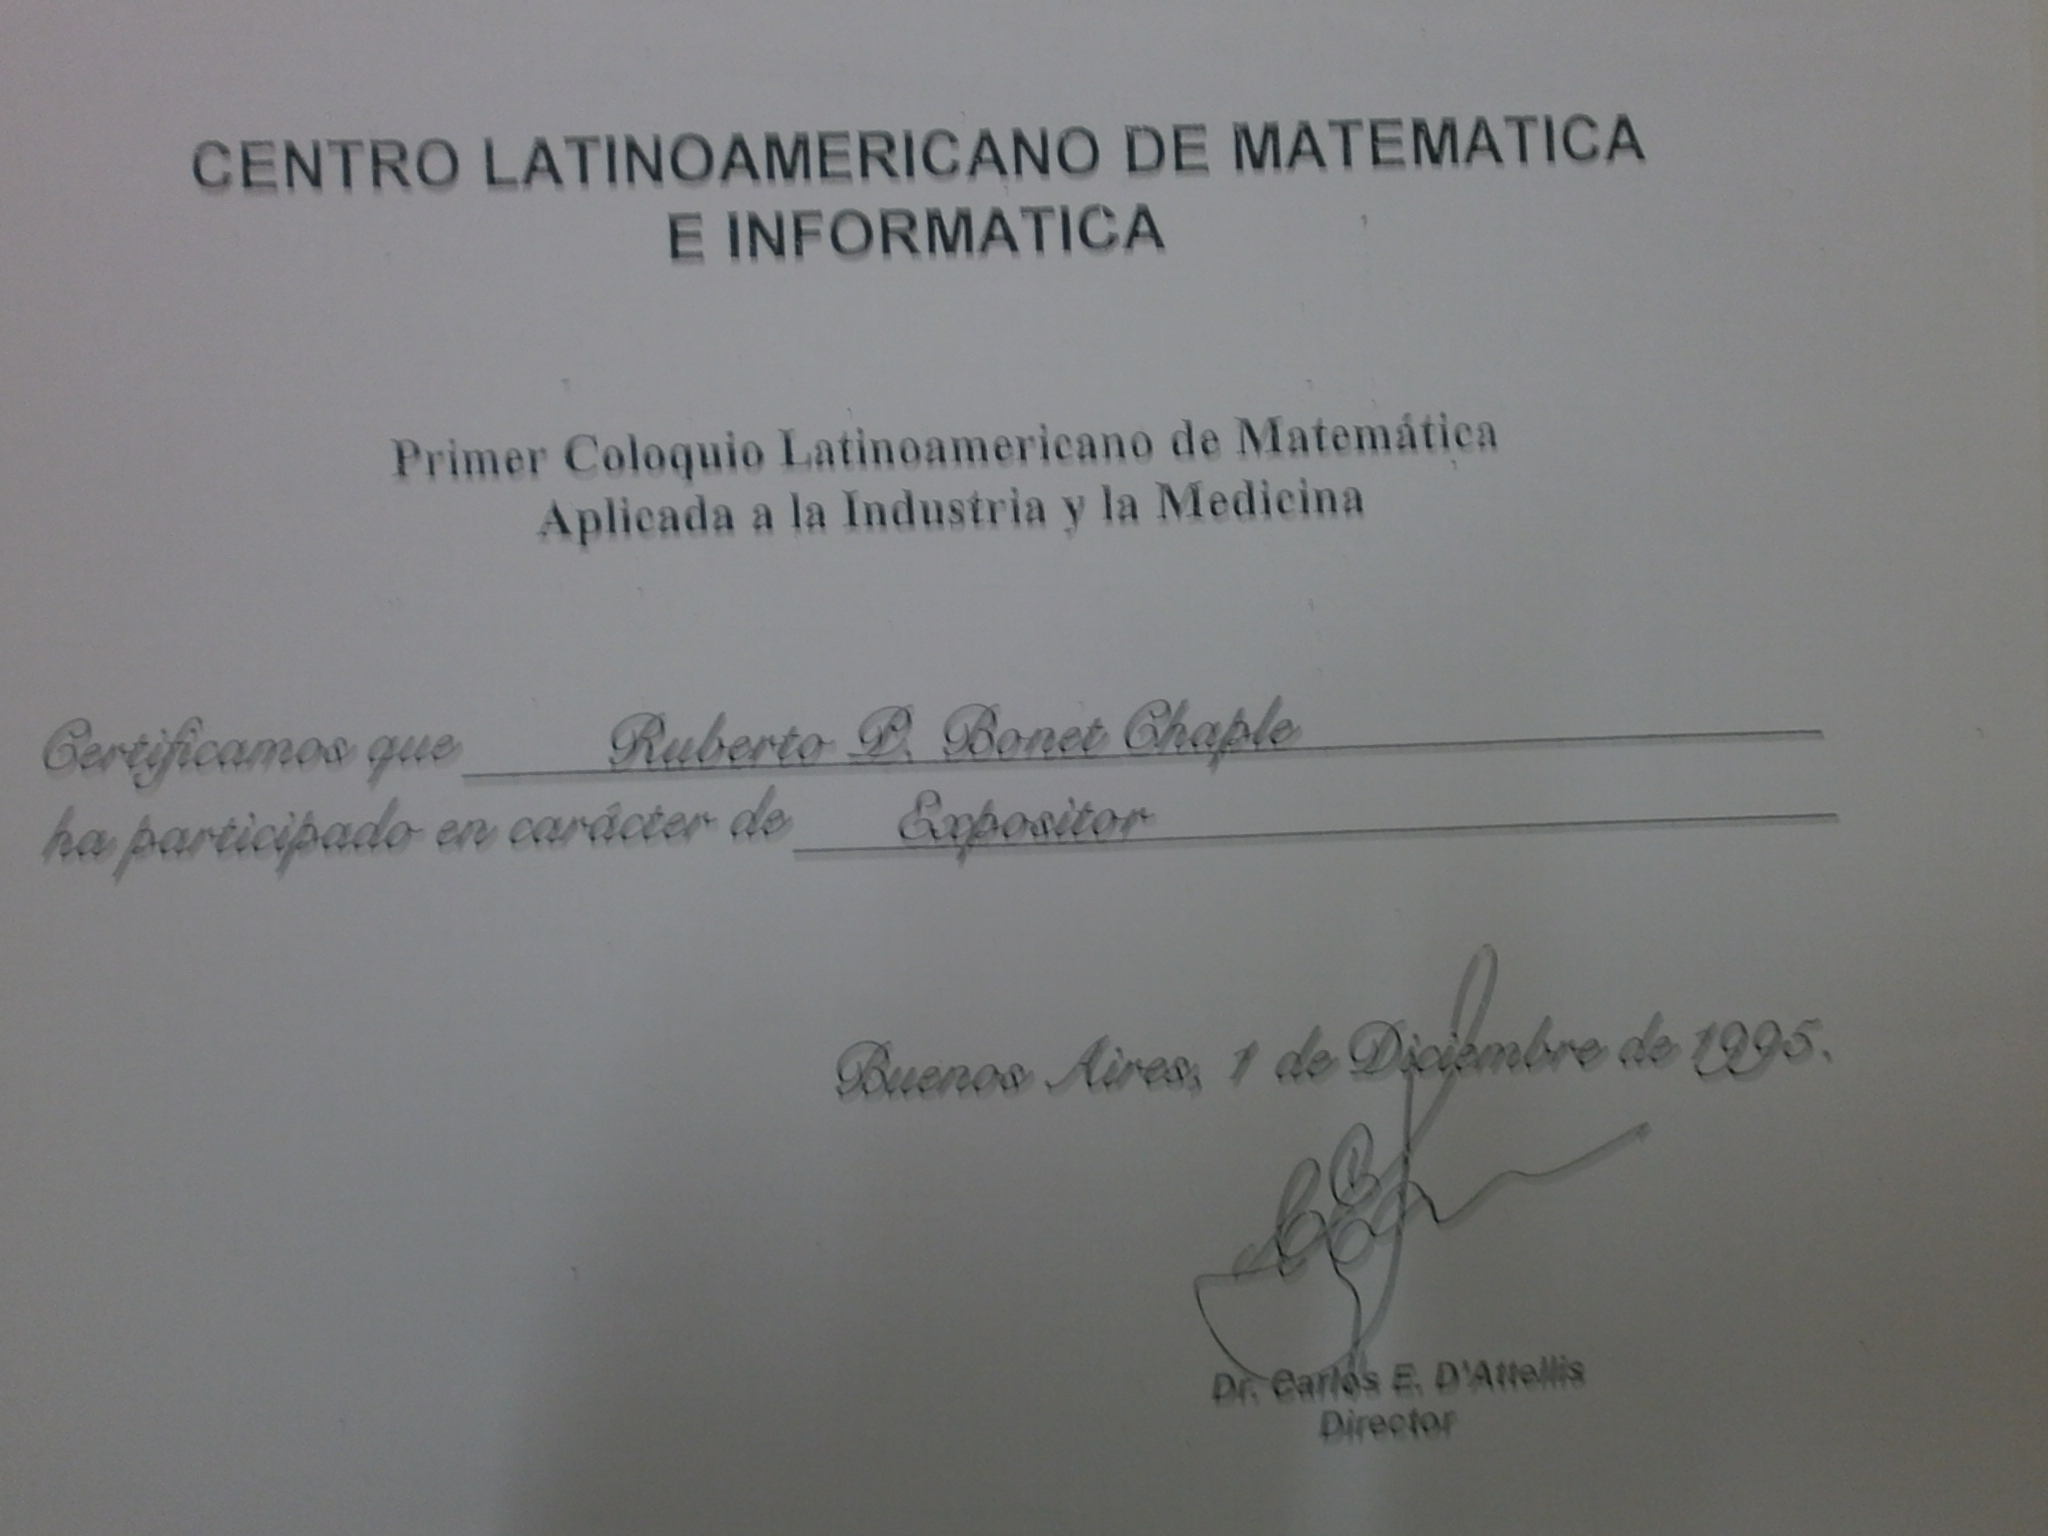 CENTRO LATINOAMERICANO DE MATEMATICA
E INFORMATICA
Primer Coloquio Latinoamericano de Matemática
Aplicada a la Industria y la Medicina
Certificamos que Ruberto P. Bonet Chaple
ha participado en carácter de Expositor
Buenos Aires, 1 de Diciembre de 1995.
Dr. Carlos E. D'Attellis
Director